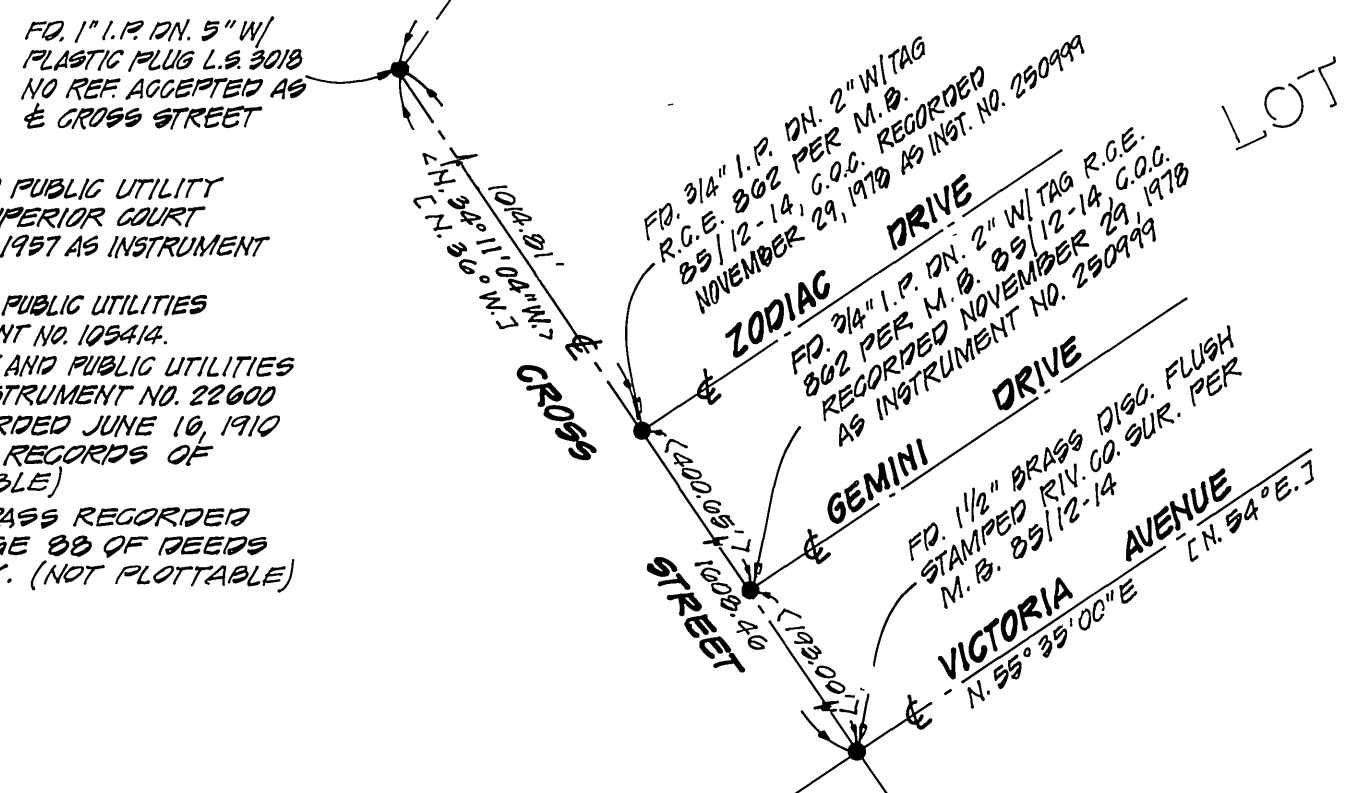 FD. 1" I.P. DN. 5" W/
PLASTIC PLUG L.S. 3018
NO REF. ACCEPTED AS
℄ CROSS STREET
PUBLIC UTILITY
PERIOR COURT
1957 AS INSTRUMENT
PUBLIC UTILITIES
NT NO. 105414.
AND PUBLIC UTILITIES
STRUMENT NO. 22600
RDED JUNE 16, 1910
RECORDS OF
BLE)
ASS RECORDED
GE 88 OF DEEDS
(NOT PLOTTABLE)
1014.81'
<N. 34° 11' 04" W.>
[N. 36° W.]
℄
CROSS
STREET
<400.65'>
1608.46
<193.00'>
FD. 3/4" I.P. DN. 2" W/ TAG
R.C.E. 862 PER M.B.
85/12-14, C.O.C. RECORDED
NOVEMBER 29, 1978 AS INST. NO. 250999
℄ ZODIAC DRIVE
FD. 3/4" I.P. DN. 2" W/ TAG R.C.E.
862 PER M.B. 85/12-14, C.O.C.
RECORDED NOVEMBER 29, 1978
AS INSTRUMENT NO. 250999
℄ GEMINI DRIVE
FD. 1 1/2" BRASS DISC. FLUSH
STAMPED RIV. CO. SUR. PER
M.B. 85/12-14
℄ VICTORIA AVENUE
N. 55° 35' 00" E
[N. 54° E.]
LOT